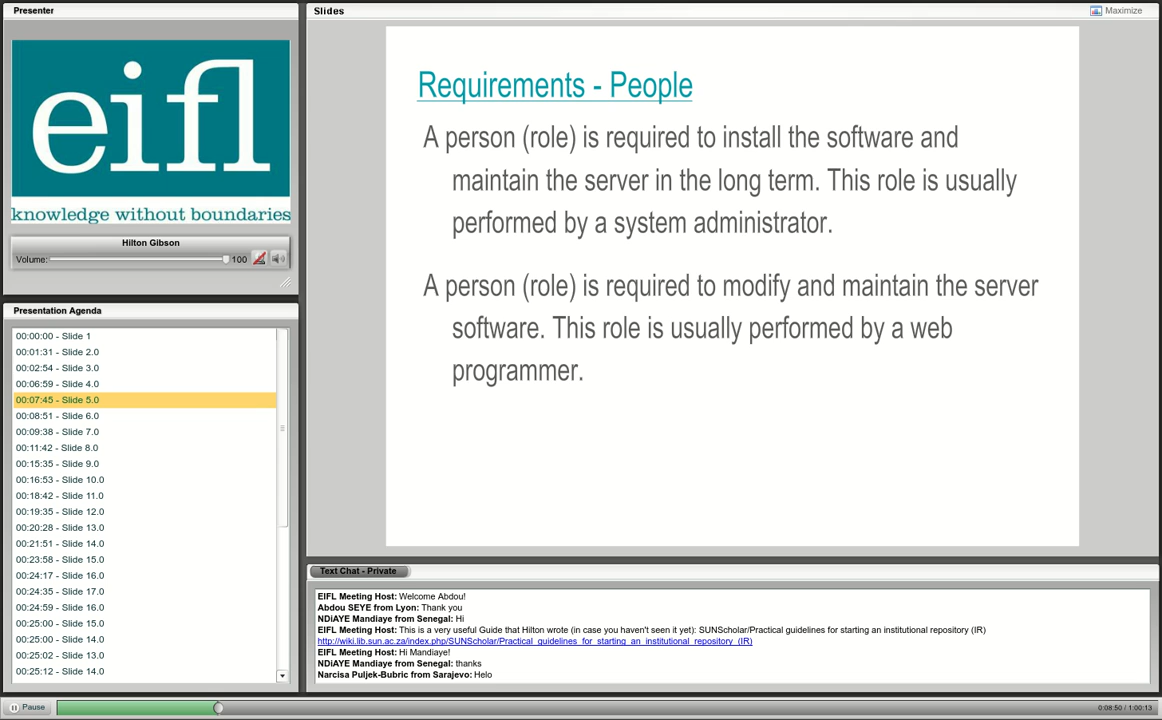 Presenter
eifl
knowledge without boundaries
Hilton Gibson
Volume: 100
Presentation Agenda
00:00:00 - Slide 1
00:01:31 - Slide 2.0
00:02:54 - Slide 3.0
00:06:59 - Slide 4.0
00:07:45 - Slide 5.0
00:08:51 - Slide 6.0
00:09:38 - Slide 7.0
00:11:42 - Slide 8.0
00:15:35 - Slide 9.0
00:16:53 - Slide 10.0
00:18:42 - Slide 11.0
00:19:35 - Slide 12.0
00:20:28 - Slide 13.0
00:21:51 - Slide 14.0
00:23:58 - Slide 15.0
00:24:17 - Slide 16.0
00:24:35 - Slide 17.0
00:24:59 - Slide 16.0
00:25:00 - Slide 15.0
00:25:00 - Slide 14.0
00:25:02 - Slide 13.0
00:25:12 - Slide 14.0
Slides
Maximize
Requirements - People
A person (role) is required to install the software and
maintain the server in the long term. This role is usually
performed by a system administrator.
A person (role) is required to modify and maintain the server
software. This role is usually performed by a web
programmer.
Text Chat - Private
EIFL Meeting Host: Welcome Abdou!
Abdou SEYE from Lyon: Thank you
NDiAYE Mandiaye from Senegal: Hi
EIFL Meeting Host: This is a very useful Guide that Hilton wrote (in case you haven't seen it yet): SUNScholar/Practical guidelines for starting an institutional repository (IR)
http://wiki.lib.sun.ac.za/index.php/SUNScholar/Practical_guidelines_for_starting_an_institutional_repository_(IR)
EIFL Meeting Host: Hi Mandiaye!
NDiAYE Mandiaye from Senegal: thanks
Narcisa Puljek-Bubric from Sarajevo: Helo
Pause
0:08:50 / 1:00:13